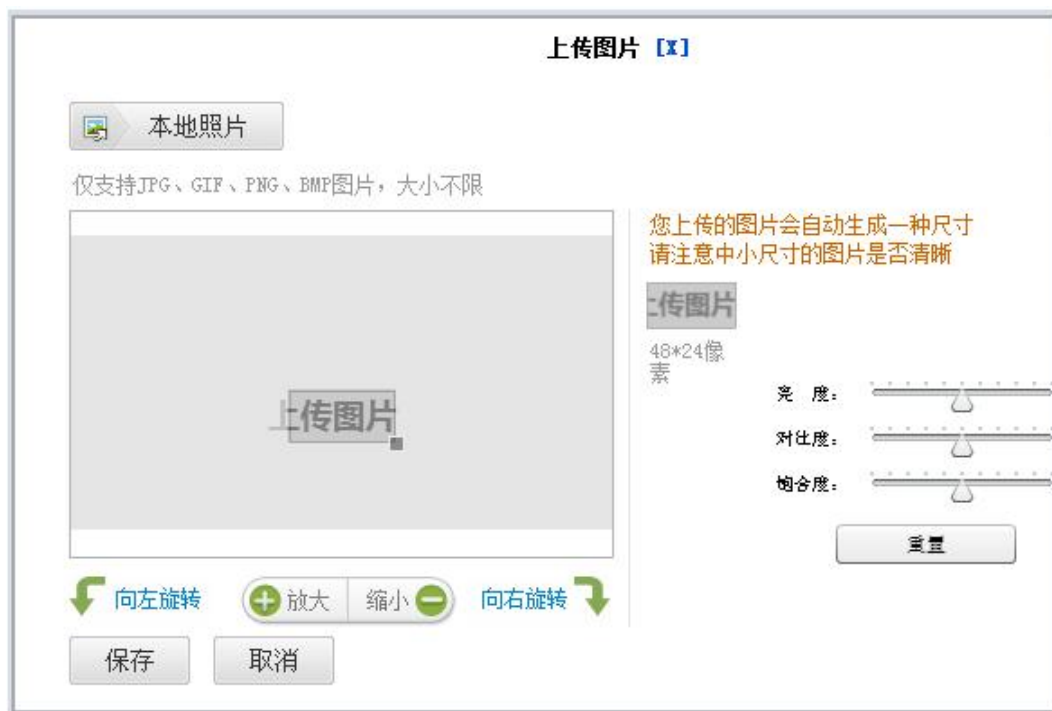 上传图片 [X]
本地照片
仅支持JPG、GIF、PNG、BMP图片，大小不限
您上传的图片会自动生成一种尺寸
请注意中小尺寸的图片是否清晰
上传图片
48*24像
素
上传图片
亮 度：
对比度：
饱合度：
重置
向左旋转
放大
缩小
向右旋转
保存
取消